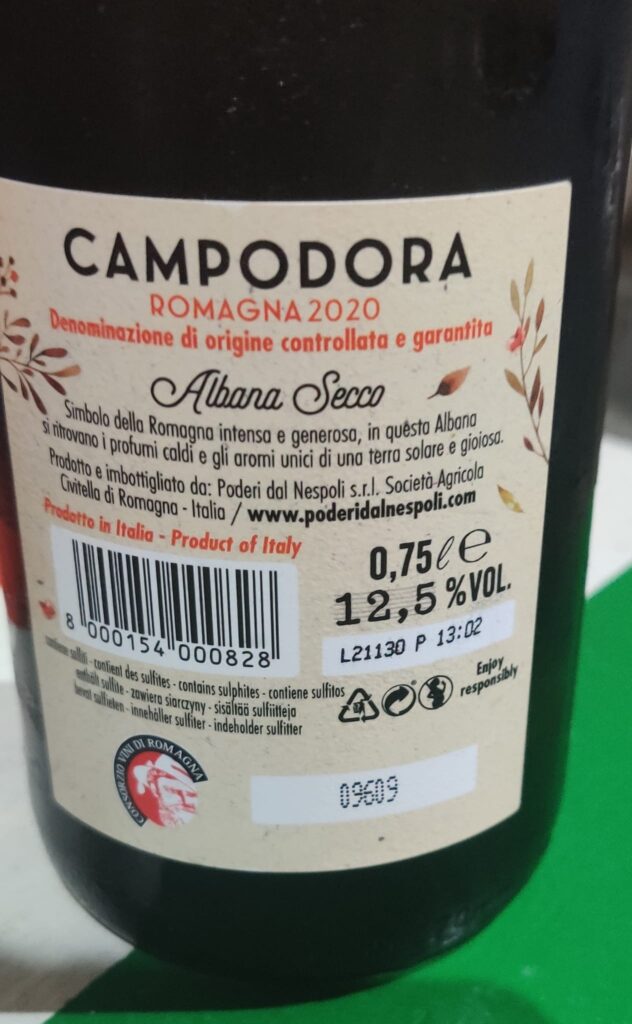 CAMPODORA
ROMAGNA 2020
Denominazione di origine controllata e garantita
Albana Secco
Simbolo della Romagna intensa e generosa, in questa Albana
si ritrovano i profumi caldi e gli aromi unici di una terra solare e gioiosa.
Prodotto e imbottigliato da: Poderi dal Nespoli s.r.l. Società Agricola
Civitella di Romagna - Italia / www.poderidalnespoli.com
Prodotto in Italia - Product of Italy
0,75 l e
12,5 %VOL.
L21130 P 13:02
8 000154 000828
contiene solfiti - contient des sulfites - contains sulphites - contiene sulfitos
enthält sulfite - zawiera siarczyny - sisältää sulfiitteja
bevat sulfieten - innehåller sulfiter - indeholder sulfitter
Enjoy
responsibly
CONSORZIO VINI DI ROMAGNA
09609